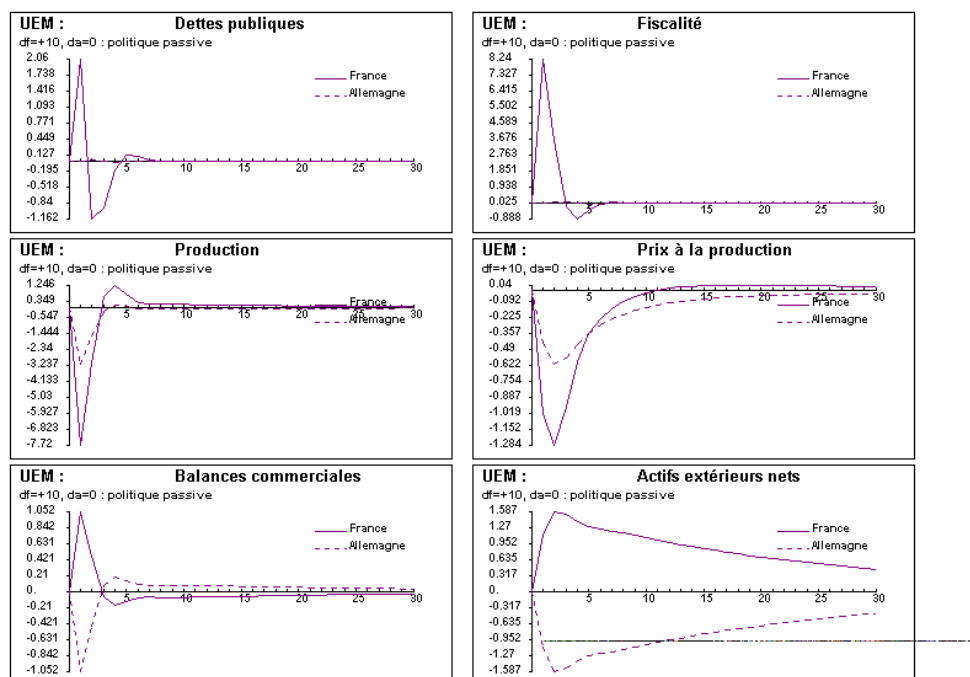 UEM : Dettes publiques
df=+10, da=0 : politique passive
2.06
1.738
1.416
1.093
0.771
0.449
0.127
-0.195
-0.518
-0.84
-1.162
5 10 15 20 25 30
France
Allemagne
UEM : Fiscalité
df=+10, da=0 : politique passive
8.24
7.327
6.415
5.502
4.589
3.676
2.763
1.851
0.938
0.025
-0.888
5 10 15 20 25 30
France
Allemagne
UEM : Production
df=+10, da=0 : politique passive
1.246
0.349
-0.547
-1.444
-2.34
-3.237
-4.133
-5.03
-5.927
-6.823
-7.72
5 10 15 20 25 30
France
Allemagne
UEM : Prix à la production
df=+10, da=0 : politique passive
0.04
-0.092
-0.225
-0.357
-0.49
-0.622
-0.754
-0.887
-1.019
-1.152
-1.284
5 10 15 20 25 30
France
Allemagne
UEM : Balances commerciales
df=+10, da=0 : politique passive
1.052
0.842
0.631
0.421
0.21
0.
-0.21
-0.421
-0.631
-0.842
-1.052
5 10 15 20 25 30
France
Allemagne
UEM : Actifs extérieurs nets
df=+10, da=0 : politique passive
1.587
1.27
0.952
0.635
0.317
0.
-0.317
-0.635
-0.952
-1.27
-1.587
5 10 15 20 25 30
France
Allemagne